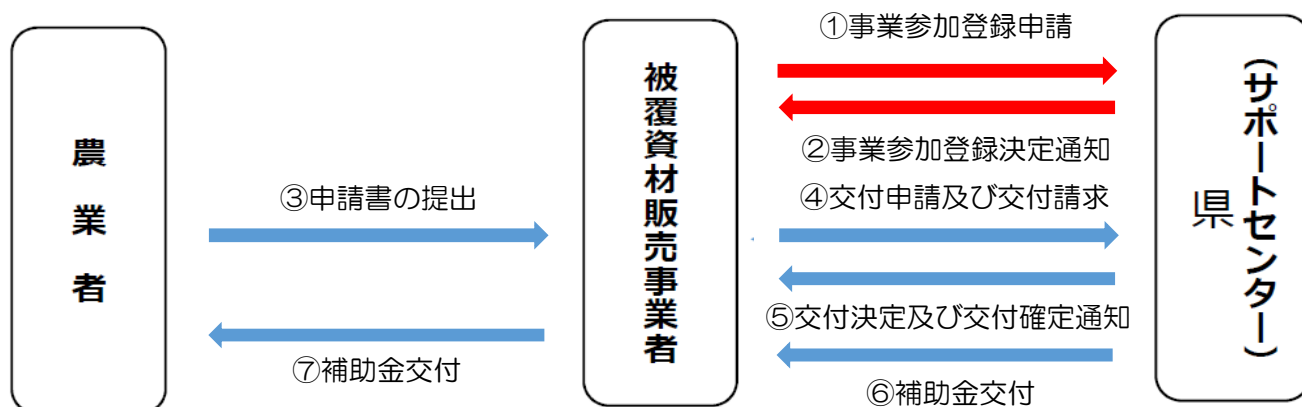 農業者
③申請書の提出
⑦補助金交付
被覆資材販売事業者
①事業参加登録申請
②事業参加登録決定通知
④交付申請及び交付請求
⑤交付決定及び交付確定通知
⑥補助金交付
県
（サポートセンター）